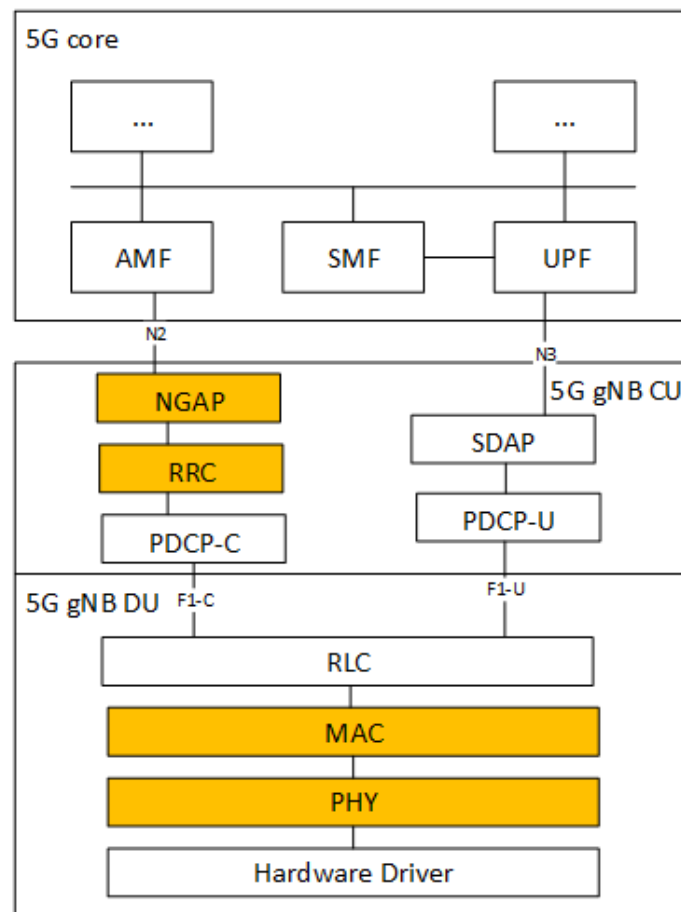 5G core
...
...
AMF
SMF
UPF
N2
N3
5G gNB CU
NGAP
RRC
PDCP-C
SDAP
PDCP-U
5G gNB DU
F1-C
F1-U
RLC
MAC
PHY
Hardware Driver